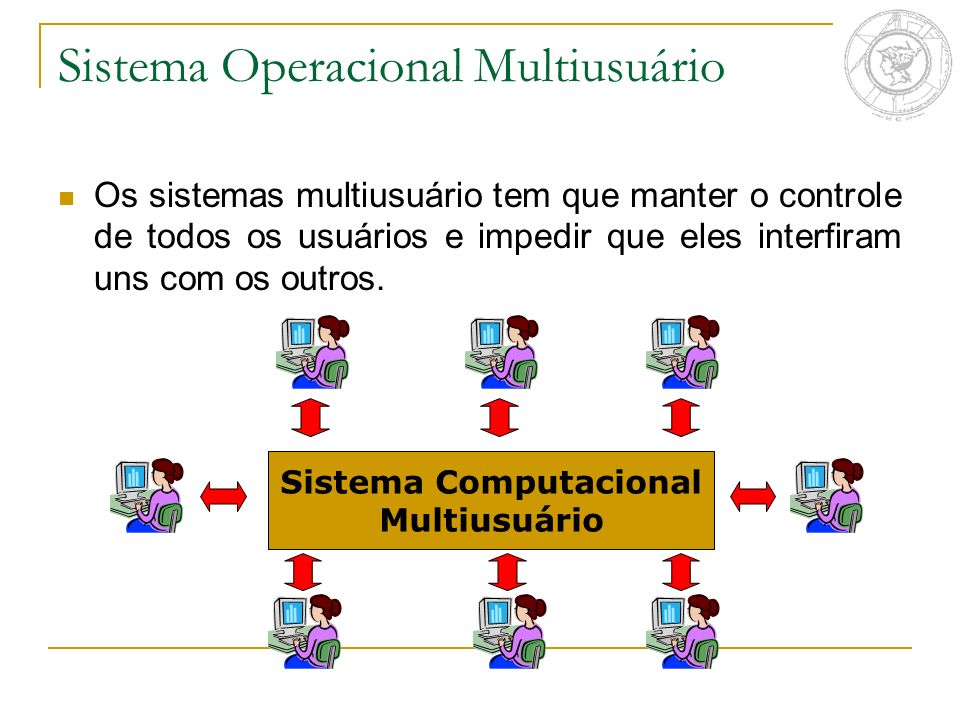 Sistema Operacional Multiusuário
Os sistemas multiusuário tem que manter o controle
de todos os usuários e impedir que eles interfiram
uns com os outros.
Sistema Computacional
Multiusuário